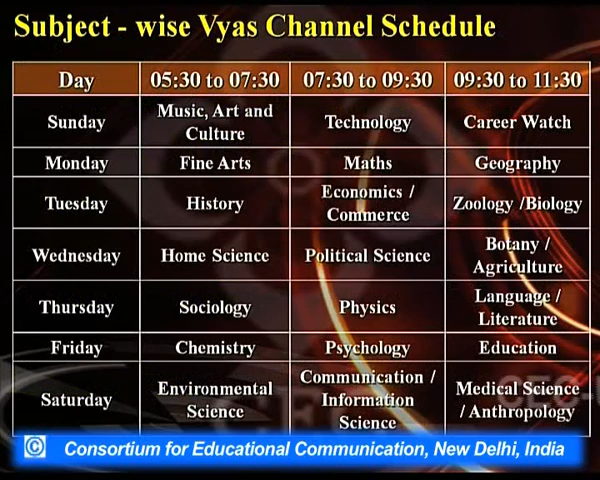 Subject - wise Vyas Channel Schedule
Day 05:30 to 07:30 07:30 to 09:30 09:30 to 11:30
Sunday Music, Art and Culture Technology Career Watch
Monday Fine Arts Maths Geography
Tuesday History Economics / Commerce Zoology /Biology
Wednesday Home Science Political Science Botany / Agriculture
Thursday Sociology Physics Language / Literature
Friday Chemistry Psychology Education
Saturday Environmental Science Communication / Information Science Medical Science / Anthropology
© Consortium for Educational Communication, New Delhi, India